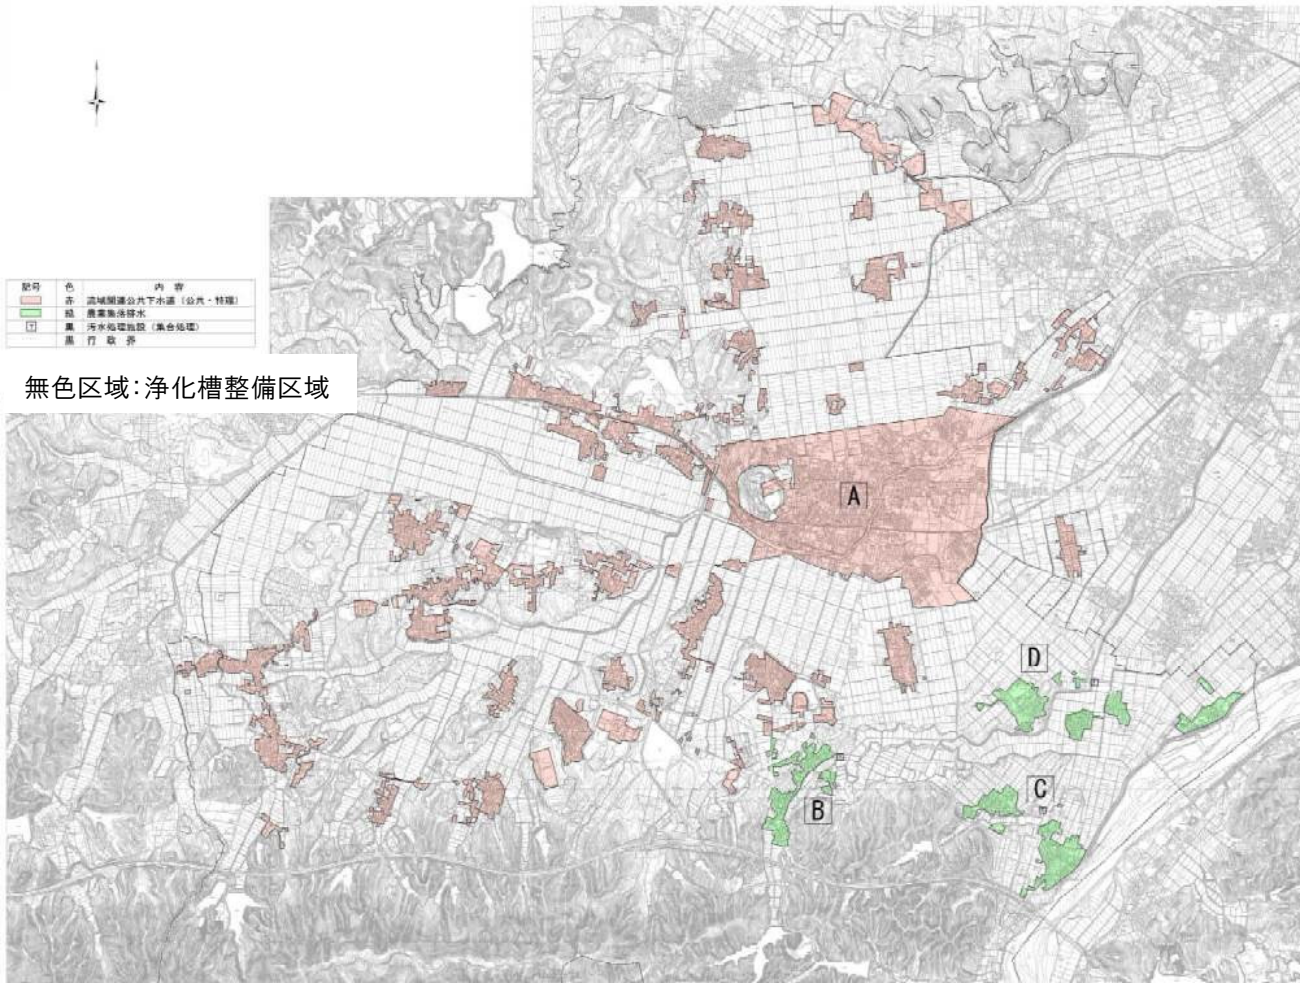 記号 色 内容
赤 流域関連公共下水道（公共・特環）
緑 農業集落排水
黒 汚水処理施設（集合処理）
黒 行政界
無色区域：浄化槽整備区域
A
D
C
B